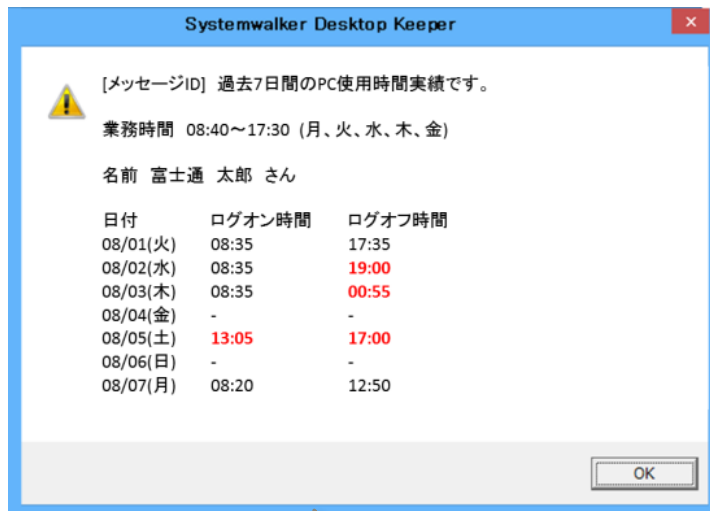 Systemwalker Desktop Keeper
[メッセージID] 過去7日間のPC使用時間実績です。
業務時間 08:40～17:30 (月、火、水、木、金)
名前 富士通 太郎 さん
日付 ログオン時間 ログオフ時間
08/01(火) 08:35 17:35
08/02(水) 08:35 19:00
08/03(木) 08:35 00:55
08/04(金) - -
08/05(土) 13:05 17:00
08/06(日) - -
08/07(月) 08:20 12:50
OK